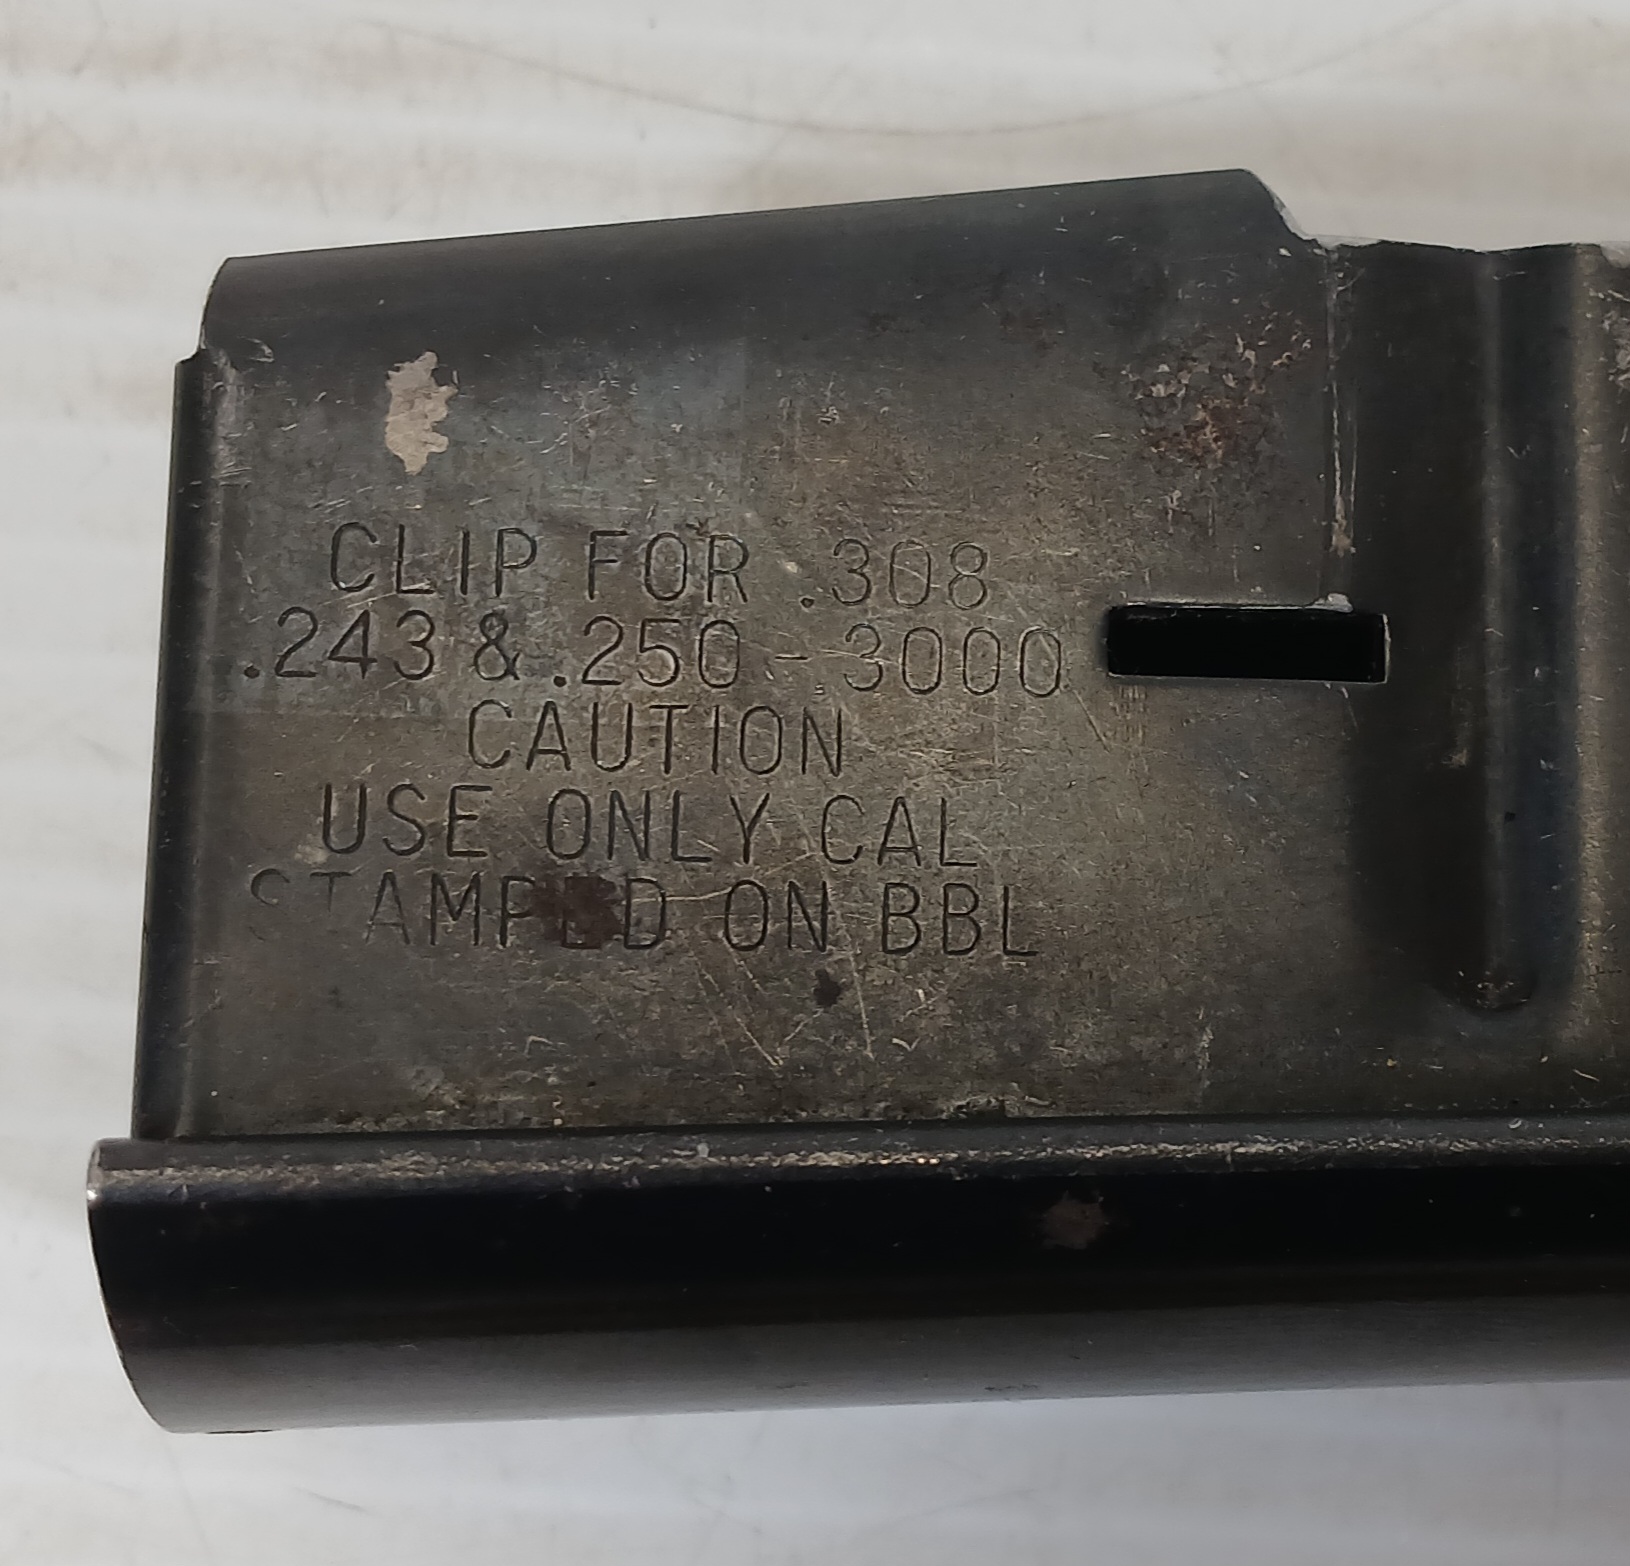 CLIP FOR .308
.243 & .250-3000
CAUTION
USE ONLY CAL
STAMPED ON BBL